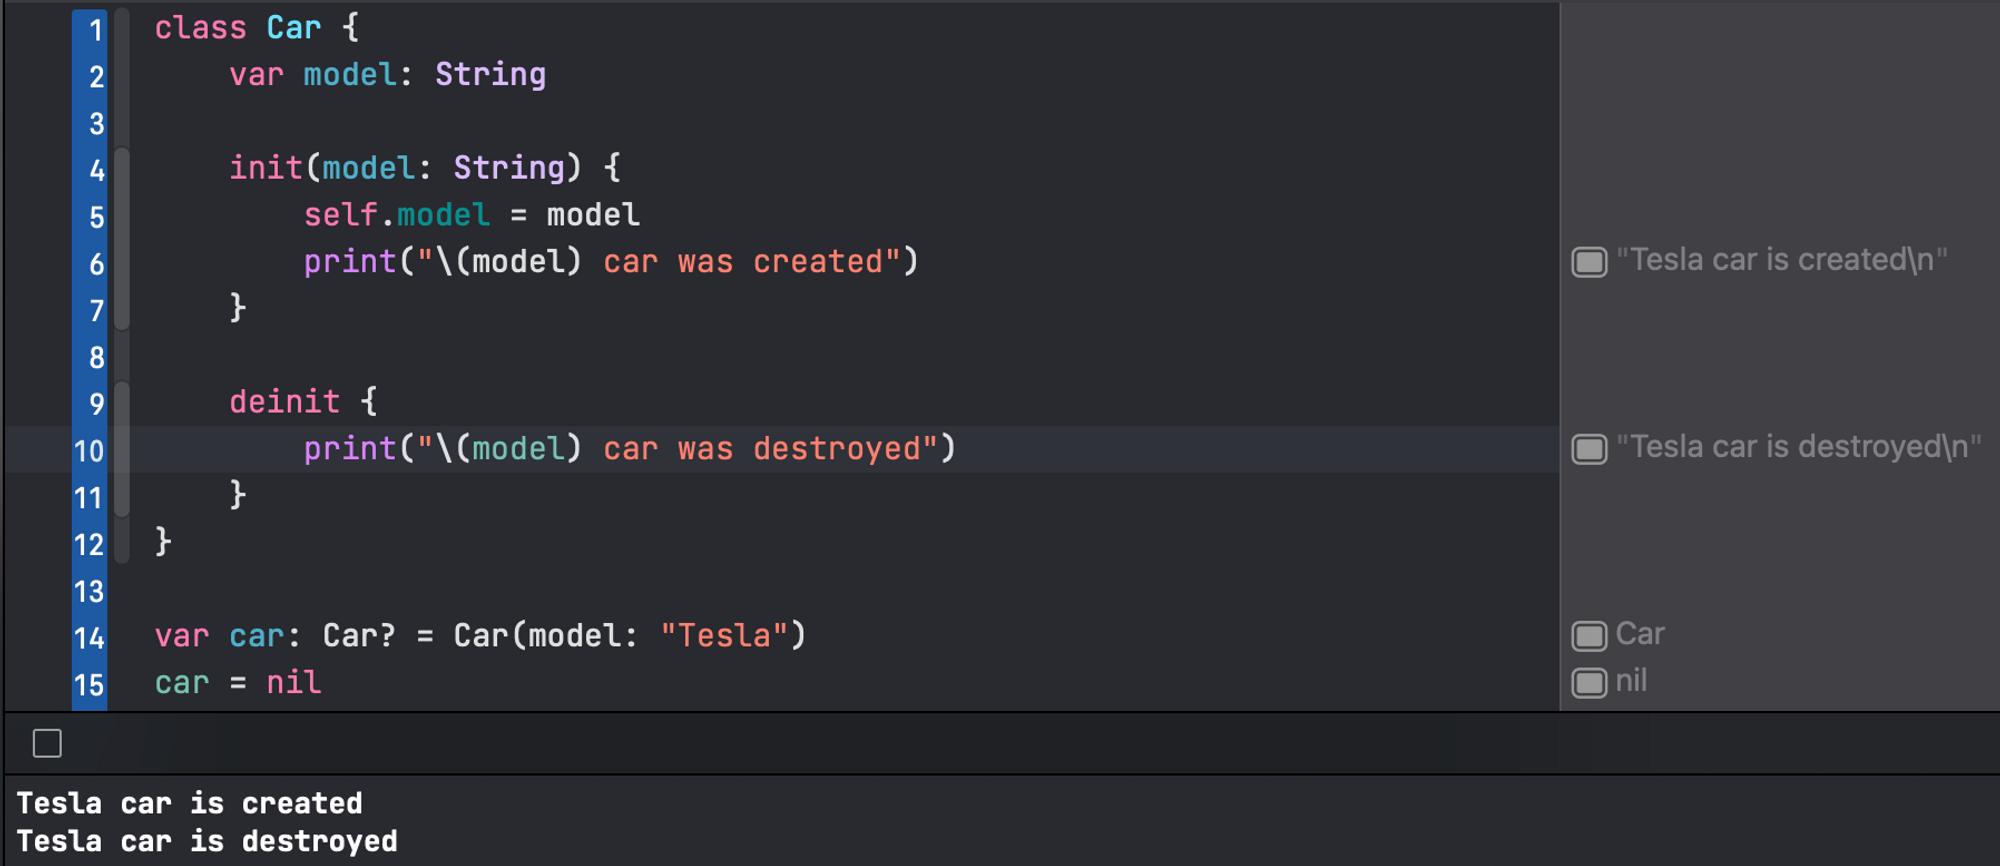 1 class Car {
2     var model: String
3
4     init(model: String) {
5         self.model = model
6         print("\(model) car was created") "Tesla car is created\n"
7     }
8
9     deinit {
10         print("\(model) car was destroyed") "Tesla car is destroyed\n"
11     }
12 }
13
14 var car: Car? = Car(model: "Tesla") Car
15 car = nil nil
Tesla car is created
Tesla car is destroyed